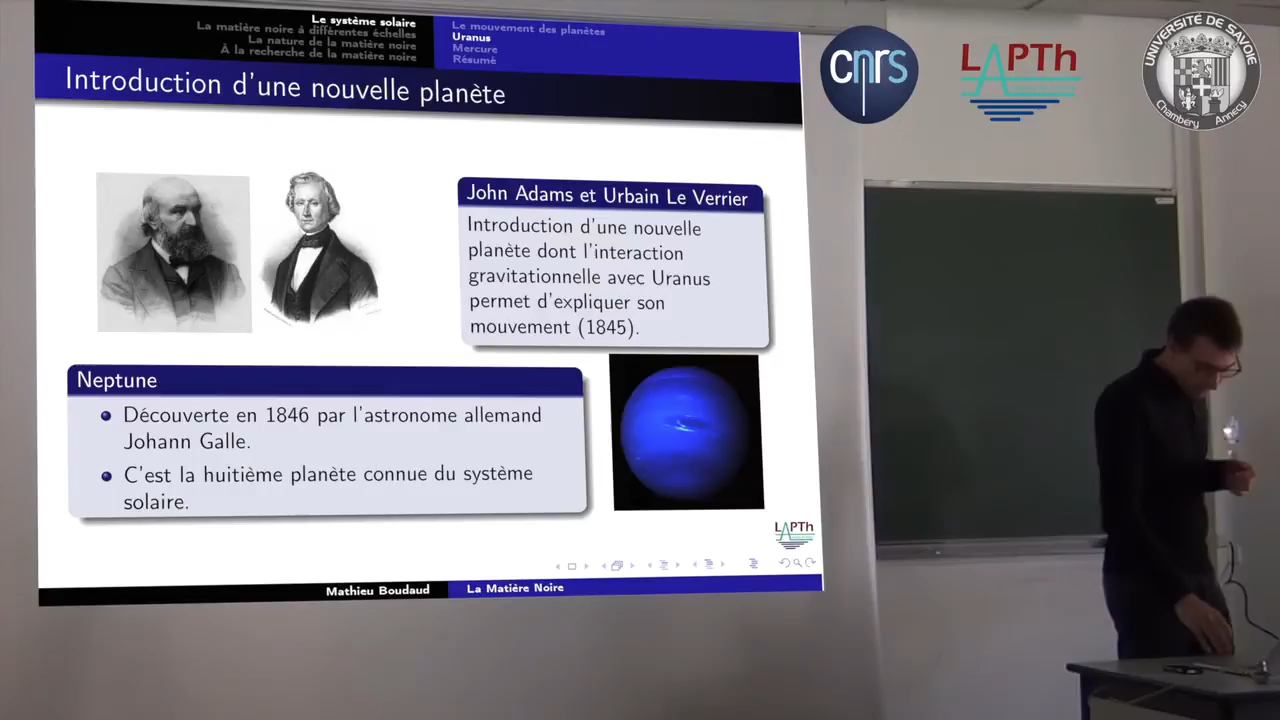 Le système solaire
La matière noire à différentes échelles
La nature de la matière noire
À la recherche de la matière noire
Le mouvement des planètes
Uranus
Mercure
Résumé
Introduction d'une nouvelle planète
John Adams et Urbain Le Verrier
Introduction d'une nouvelle
planète dont l'interaction
gravitationnelle avec Uranus
permet d'expliquer son
mouvement (1845).
Neptune
Découverte en 1846 par l'astronome allemand
Johann Galle.
C'est la huitième planète connue du système
solaire.
LAPTh
Mathieu Boudaud
La Matière Noire
cnrs
LAPTh
UNIVERSITÉ DE SAVOIE
Chambéry Annecy